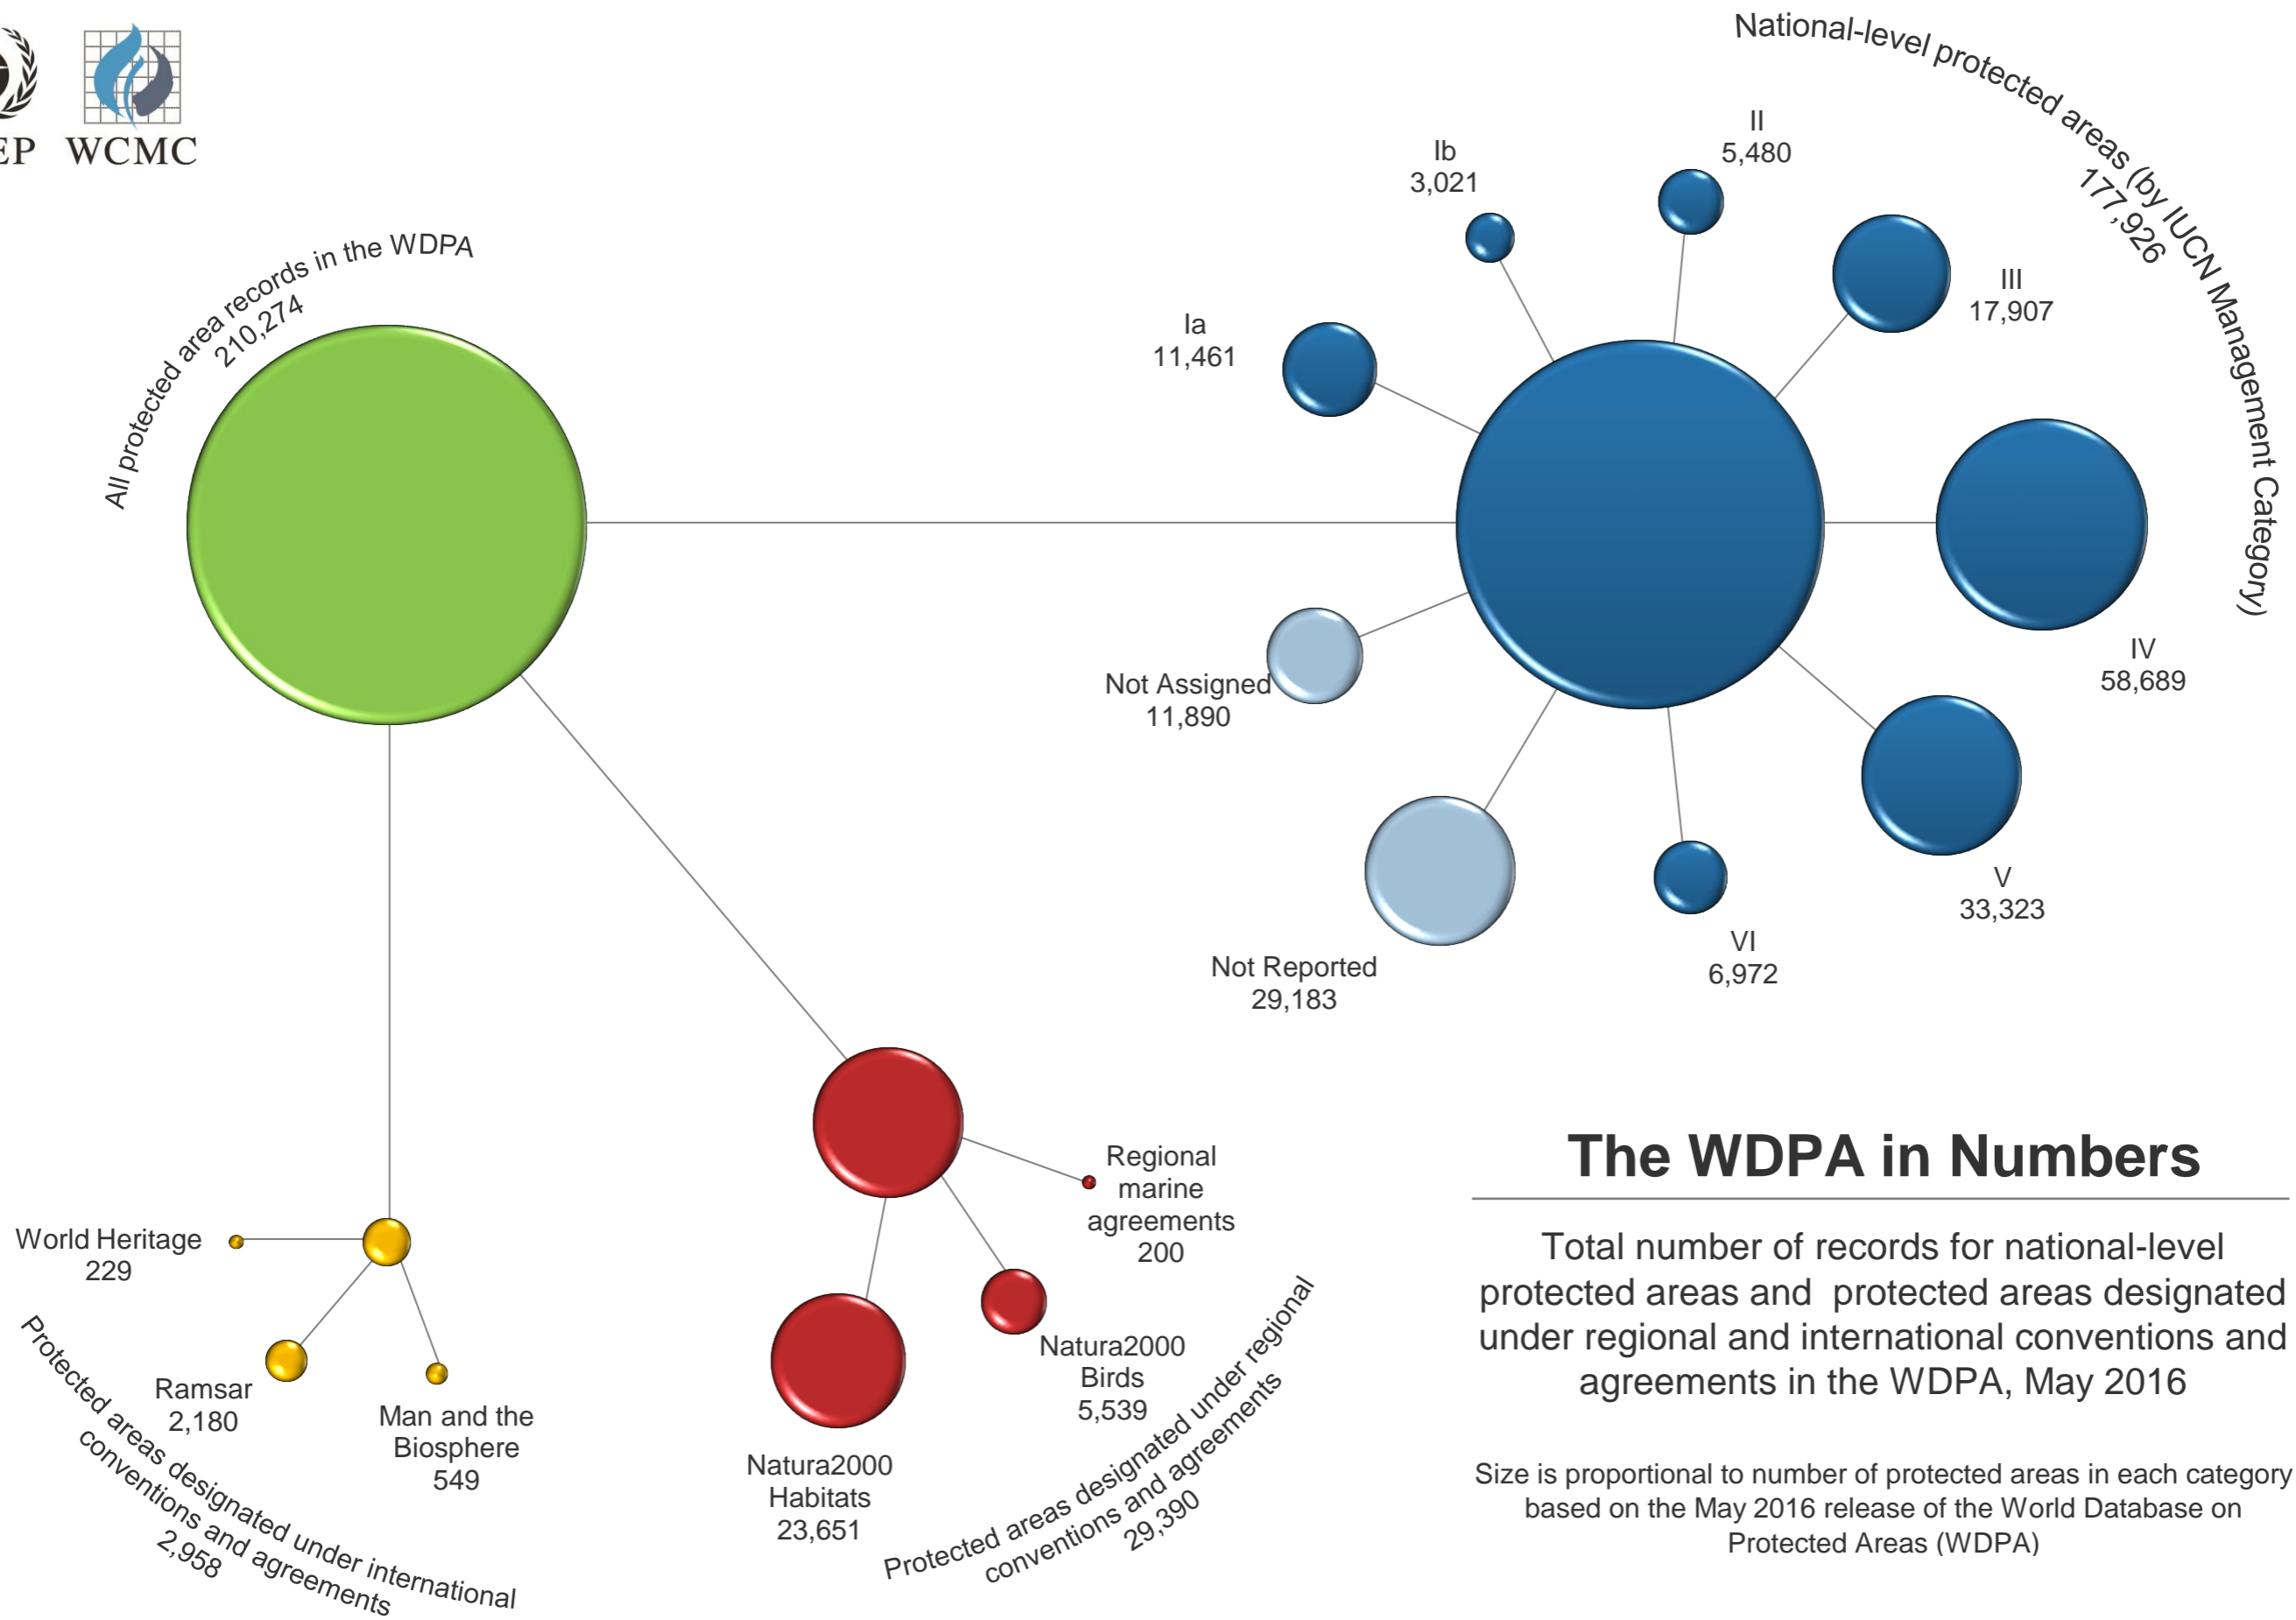 EP WCMC
All protected area records in the WDPA
210,274
National-level protected areas (by IUCN Management Category)
177,926
Ia
11,461
Ib
3,021
II
5,480
III
17,907
IV
58,689
V
33,323
VI
6,972
Not Reported
29,183
Not Assigned
11,890
World Heritage
229
Ramsar
2,180
Man and the
Biosphere
549
Protected areas designated under international
conventions and agreements
2,958
Regional
marine
agreements
200
Natura2000
Birds
5,539
Natura2000
Habitats
23,651
Protected areas designated under regional
conventions and agreements
29,390
The WDPA in Numbers
Total number of records for national-level
protected areas and protected areas designated
under regional and international conventions and
agreements in the WDPA, May 2016
Size is proportional to number of protected areas in each category
based on the May 2016 release of the World Database on
Protected Areas (WDPA)